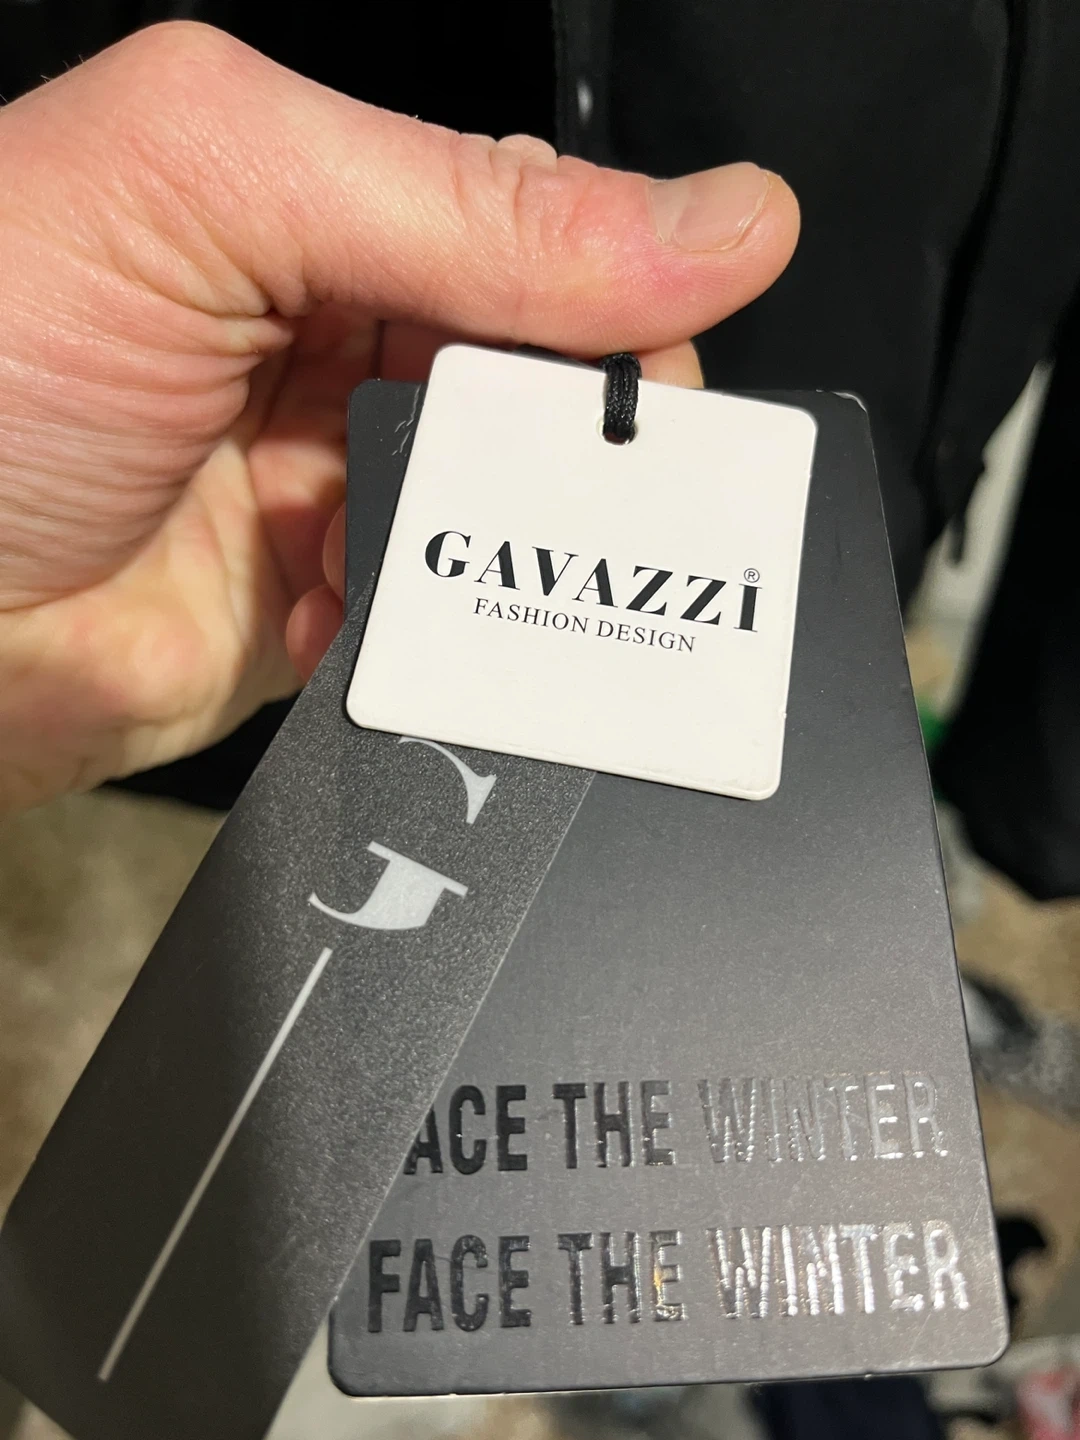 GAVAZZİ®
FASHION DESIGN
G
ACE THE WINTER
FACE THE WINTER